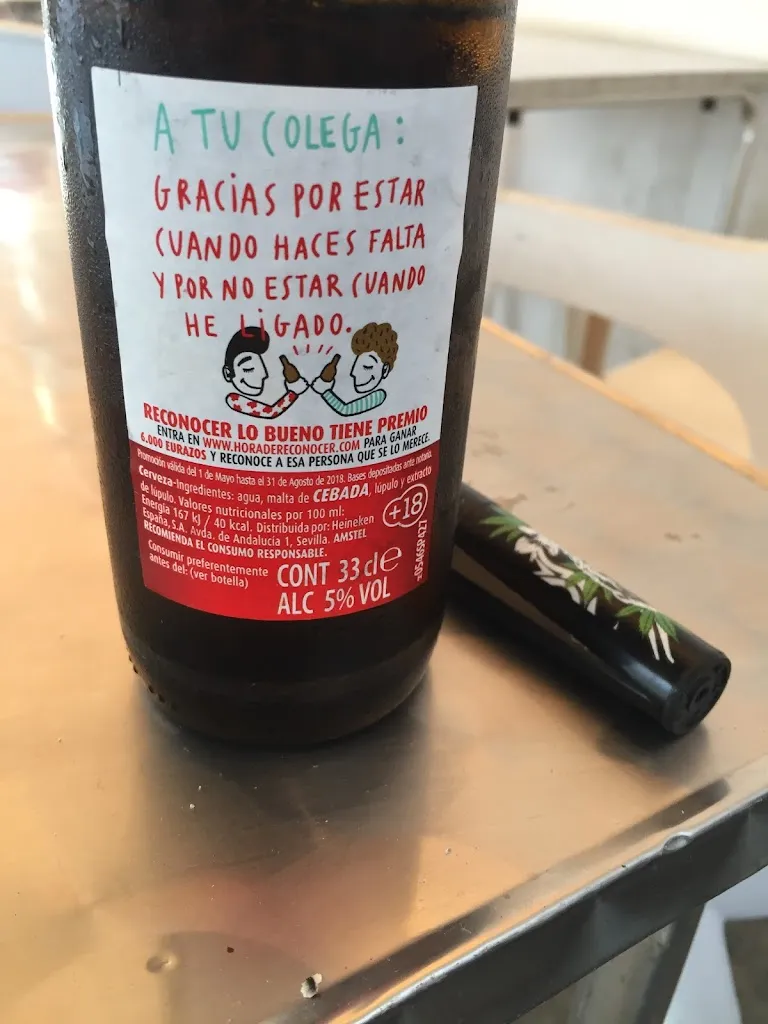 A TU COLEGA:
GRACiAS POR ESTAR
CUANDO HACES FALTA
Y POR NO ESTAR CUANDO
HE LiGADO.
RECONOCER LO BUENO TIENE PREMIO
ENTRA EN WWW.HORADERECONOCER.COM PARA GANAR
6.000 EURAZOS Y RECONOCE A ESA PERSONA QUE SE LO MERECE.
Promoción válida del 1 de Mayo hasta el 31 de Agosto de 2018. Bases depositadas ante notario.
Cerveza-Ingredientes: agua, malta de CEBADA, lúpulo y extracto
de lúpulo. Valores nutricionales por 100 ml:
Energía 167 kJ / 40 kcal. Distribuida por: Heineken
España, S.A. Avda. de Andalucía 1, Sevilla. AMSTEL
RECOMIENDA EL CONSUMO RESPONSABLE.
+18
Consumir preferentemente
antes del: (ver botella)
CONT 33 cl e
ALC 5% VOL